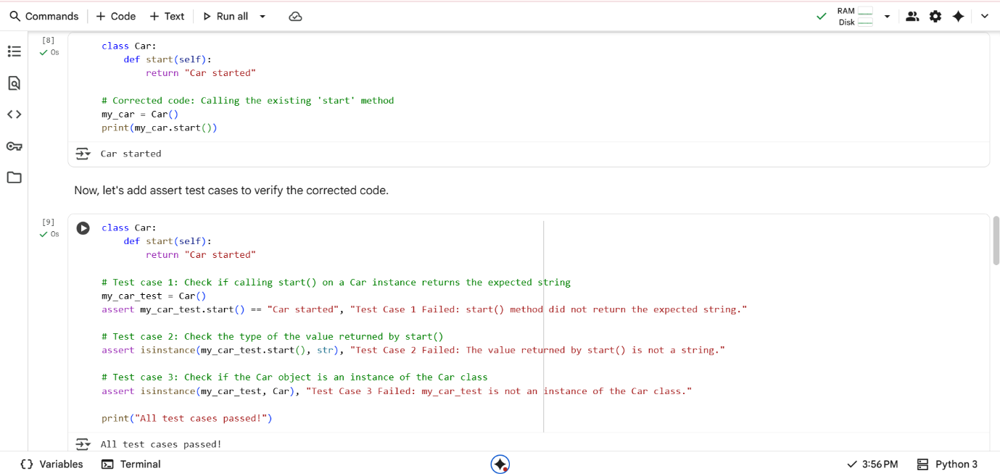 Commands + Code + Text Run all
RAM
Disk
[8]
0s
class Car:
    def start(self):
        return "Car started"
# Corrected code: Calling the existing 'start' method
my_car = Car()
print(my_car.start())
Car started
Now, let's add assert test cases to verify the corrected code.
[9]
0s
class Car:
    def start(self):
        return "Car started"
# Test case 1: Check if calling start() on a Car instance returns the expected string
my_car_test = Car()
assert my_car_test.start() == "Car started", "Test Case 1 Failed: start() method did not return the expected string."
# Test case 2: Check the type of the value returned by start()
assert isinstance(my_car_test.start(), str), "Test Case 2 Failed: The value returned by start() is not a string."
# Test case 3: Check if the Car object is an instance of the Car class
assert isinstance(my_car_test, Car), "Test Case 3 Failed: my_car_test is not an instance of the Car class."
print("All test cases passed!")
All test cases passed!
{} Variables Terminal 3:56 PM Python 3